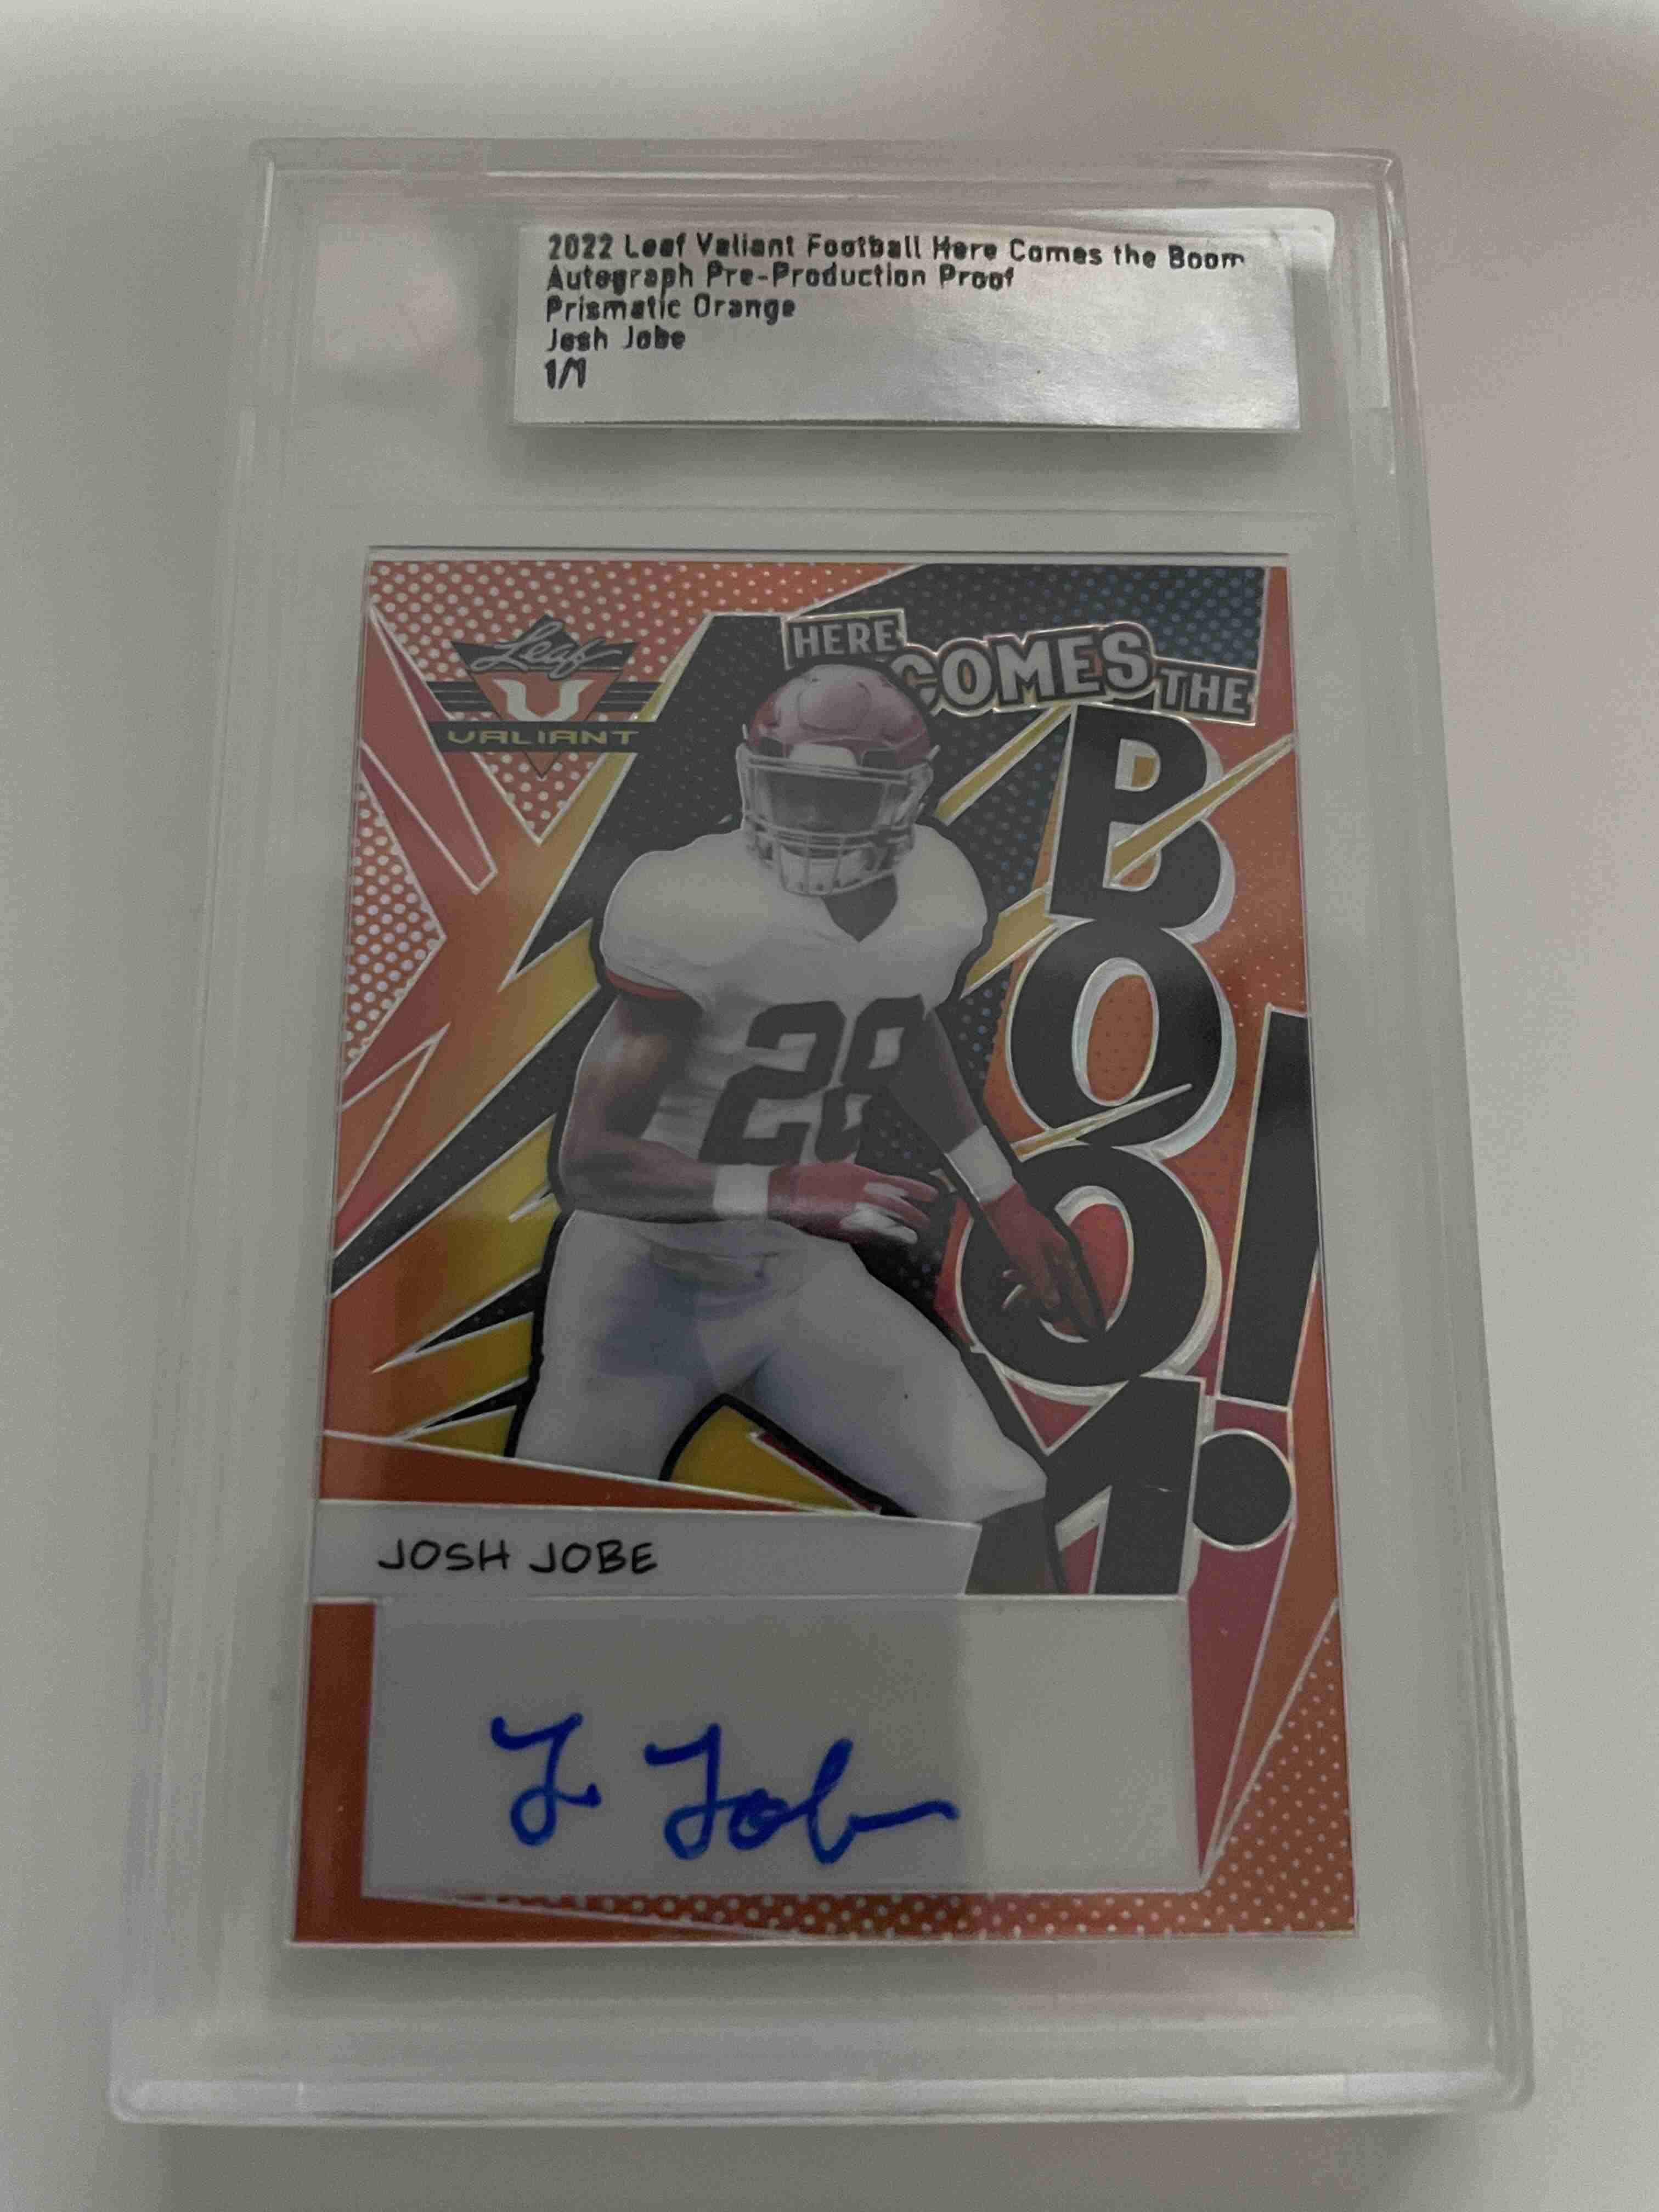 2022 Leaf Valiant Football Here Comes the Boom
Autograph Pre-Production Proof
Prismatic Orange
Josh Jobe
1/1
Leaf
V
VALIANT
HERE
COMES
THE
BOOM!
28
JOSH JOBE